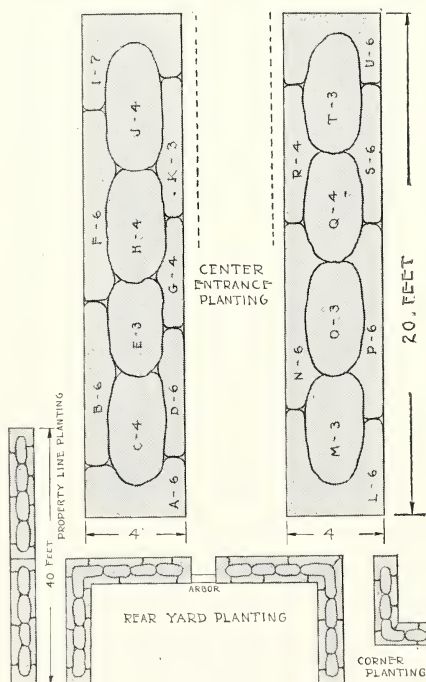 I-7
J-4
K-3
F-6
H-4
G-4
E-3
B-6
C-4
D-6
A-6
CENTER
ENTRANCE
PLANTING
U-6
T-3
R-4
S-6
Q-4
N-6
O-3
P-6
M-3
L-6
20 FEET
4'
4
PROPERTY LINE PLANTING
40 FEET
ARBOR
REAR YARD PLANTING
CORNER
PLANTING